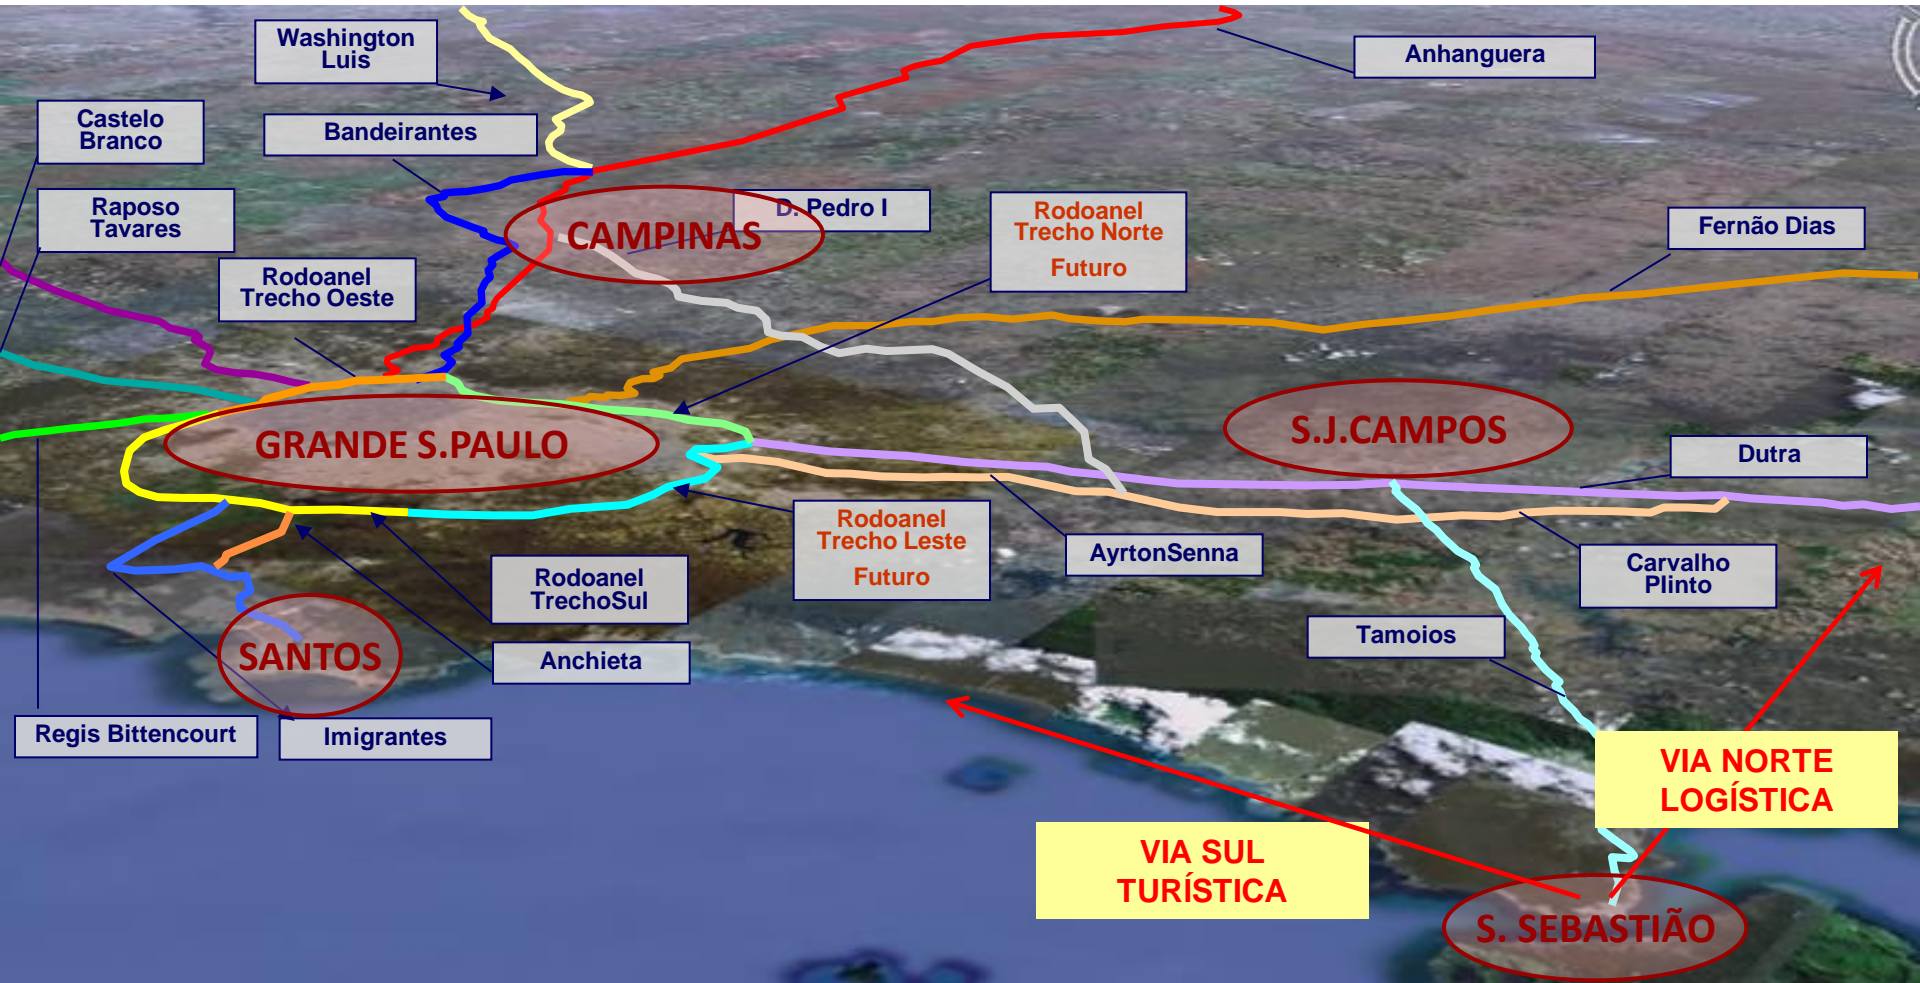 Washington
Luis
Anhanguera
Castelo
Branco
Bandeirantes
Raposo
Tavares
D. Pedro I
Rodoanel
Trecho Norte
Futuro
Fernão Dias
CAMPINAS
Rodoanel
Trecho Oeste
GRANDE S.PAULO
S.J.CAMPOS
Dutra
Rodoanel
Trecho Leste
Futuro
AyrtonSenna
Carvalho
Plinto
Rodoanel
TrechoSul
Tamoios
SANTOS
Anchieta
Regis Bittencourt
Imigrantes
VIA NORTE
LOGÍSTICA
VIA SUL
TURÍSTICA
S. SEBASTIÃO